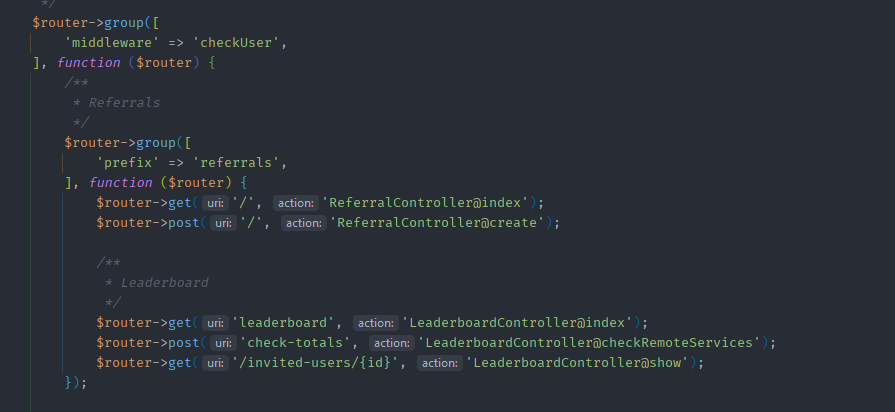 */
$router->group([
'middleware' => 'checkUser',
], function ($router) {
/**
* Referrals
*/
$router->group([
'prefix' => 'referrals',
], function ($router) {
$router->get( uri: '/', action: 'ReferralController@index');
$router->post( uri: '/', action: 'ReferralController@create');
/**
* Leaderboard
*/
$router->get( uri: 'leaderboard', action: 'LeaderboardController@index');
$router->post( uri: 'check-totals', action: 'LeaderboardController@checkRemoteServices');
$router->get( uri: '/invited-users/{id}', action: 'LeaderboardController@show');
});